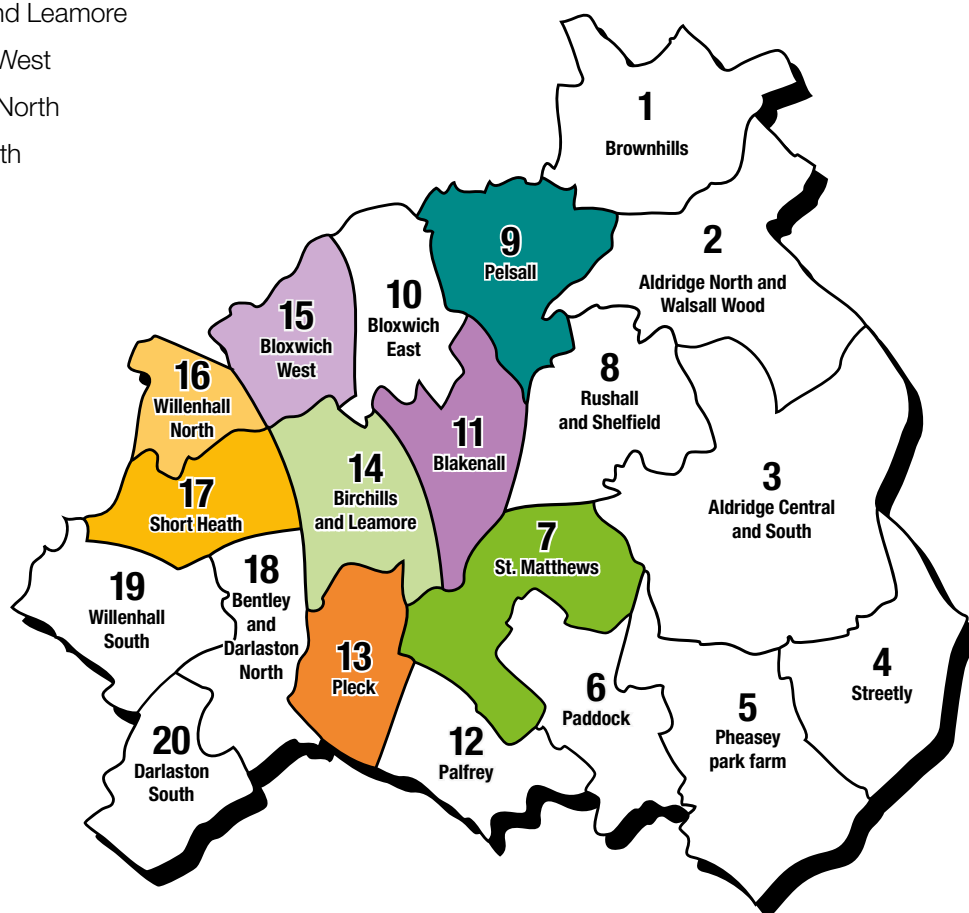 and Leamore
West
North
1
Brownhills
2
Aldridge North and
Walsall Wood
9
Pelsall
10
Bloxwich
East
15
Bloxwich
West
8
Rushall
and Shelfield
16
Willenhall
North
11
Blakenall
14
Birchills
and Leamore
3
Aldridge Central
and South
17
Short Heath
7
St. Matthews
18
Bentley
and
Darlaston
North
19
Willenhall
South
13
Pleck
6
Paddock
4
Streetly
5
Pheasey
park farm
12
Palfrey
20
Darlaston
South